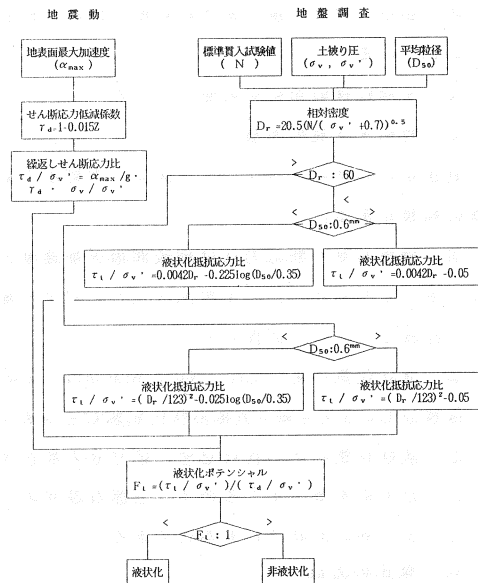 地震動
地盤調査
地表面最大加速度
(αmax)
標準貫入試験値
(N)
土被り圧
(σv, σv')
平均粒径
(D50)
せん断応力低減係数
γd=1-0.015Z
相対密度
Dr=20.5(N/(σv'+0.7))^0.5
繰返しせん断応力比
τd/σv'=αmax/g・
γd・σv/σv'
>
Dr:60
<
<
D50:0.6mm
>
液状化抵抗応力比
τl/σv'=0.0042Dr-0.225log(D50/0.35)
液状化抵抗応力比
τl/σv'=0.0042Dr-0.05
<
D50:0.6mm
>
液状化抵抗応力比
τl/σv'=(Dr/123)²-0.025log(D50/0.35)
液状化抵抗応力比
τl/σv'=(Dr/123)²-0.05
液状化ポテンシャル
Fl=(τl/σv')/(τd/σv')
<
Fl:1
>
液状化
非液状化